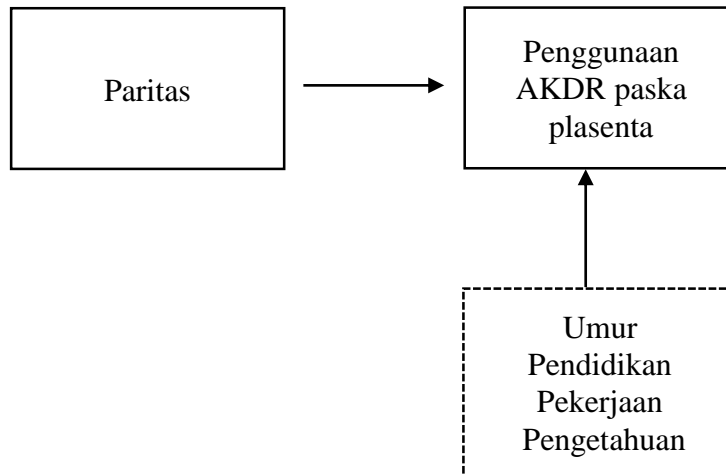 Paritas
Penggunaan
AKDR paska
plasenta
Umur
Pendidikan
Pekerjaan
Pengetahuan